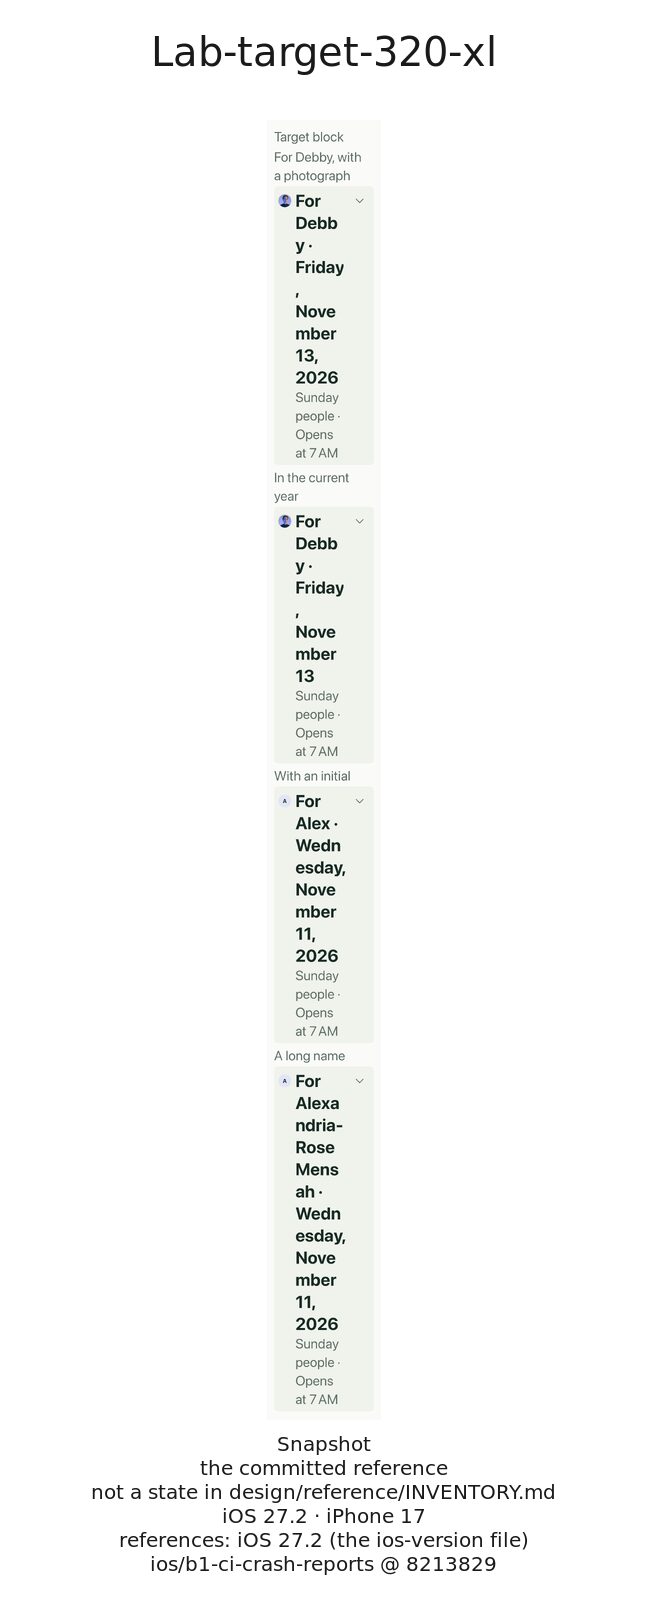 Lab-target-320-xl
Target block
For Debby, with
a photograph
For
Debb
y ·
Friday
,
Nove
mber
13,
2026
Sunday
people ·
Opens
at 7 AM
In the current
year
For
Debb
y ·
Friday
,
Nove
mber
13
Sunday
people ·
Opens
at 7 AM
With an initial
A
For
Alex ·
Wedn
esday,
Nove
mber
11,
2026
Sunday
people ·
Opens
at 7 AM
A long name
A
For
Alexa
ndria-
Rose
Mens
ah ·
Wedn
esday,
Nove
mber
11,
2026
Sunday
people ·
Opens
at 7 AM
Snapshot
the committed reference
not a state in design/reference/INVENTORY.md
iOS 27.2 · iPhone 17
references: iOS 27.2 (the ios-version file)
ios/b1-ci-crash-reports @ 8213829